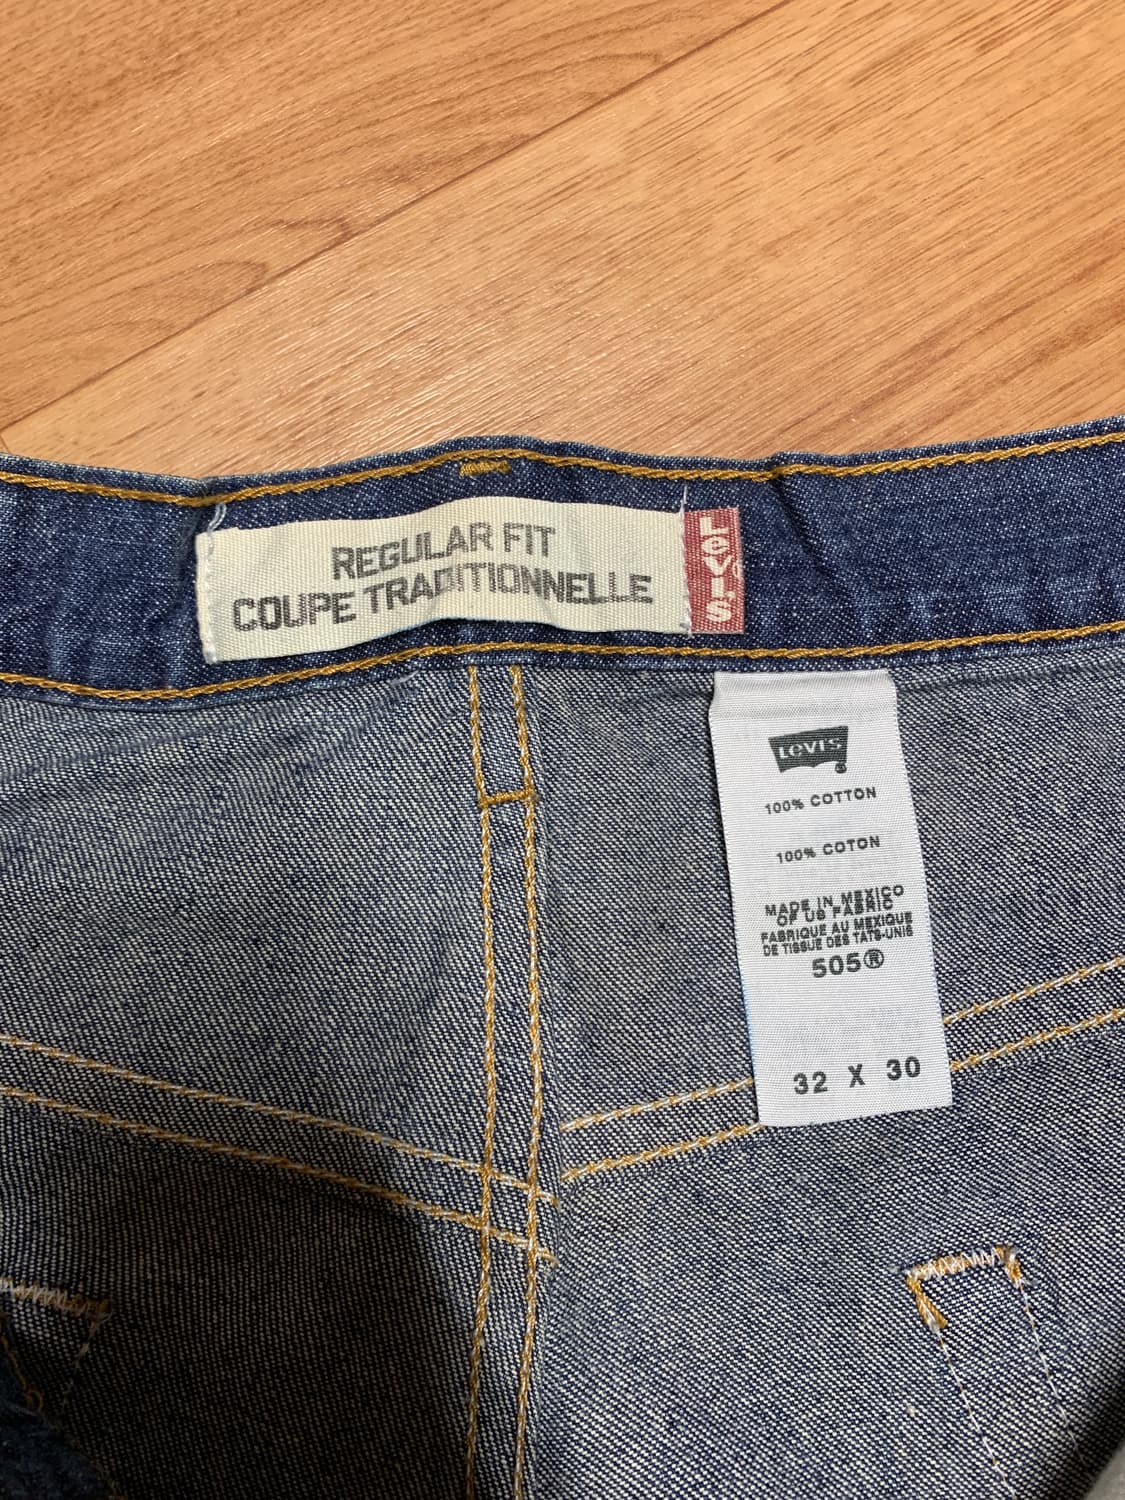 REGULAR FIT
COUPE TRADITIONNELLE
Levi's
Levi's
100% COTTON
100% COTON
MADE IN MEXICO
OF US FABRIC
FABRIQUE AU MEXIQUE
DE TISSUE DES TATS-UNIS
505®
32 X 30